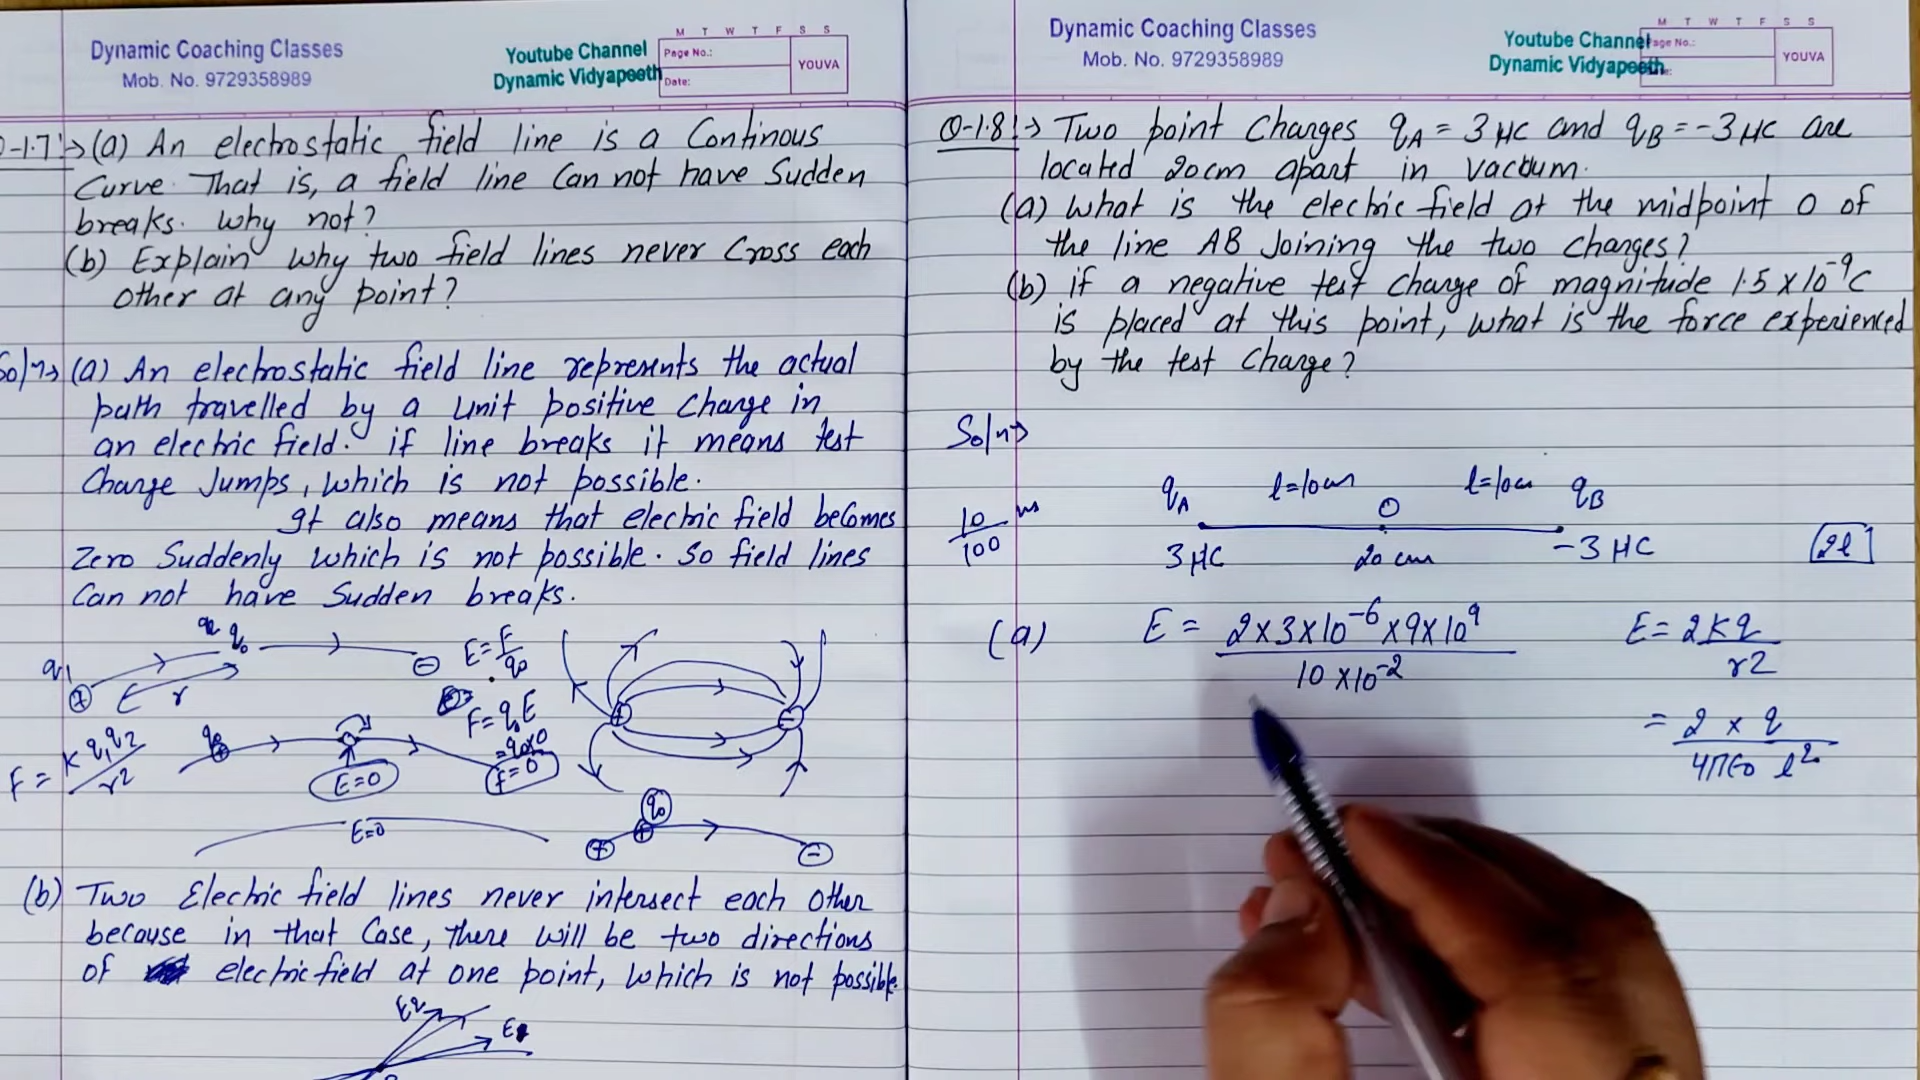 Dynamic Coaching Classes
Mob. No. 9729358989
Youtube Channel
Dynamic Vidyapeeth
M T W T F S S
Page No.:
Date:
YOUVA
Q-1.7:→ (a) An electrostatic field line is a Continous
Curve. That is, a field line Can not have Sudden
breaks. Why not?
(b) Explain why two field lines never Cross each
other at any point?
Soln→ (a) An electrostatic field line represents the actual
path travelled by a unit positive Charge in
an electric field. if line breaks it means test
Charge Jumps, which is not possible.
It also means that electric field becomes
Zero Suddenly which is not possible. So field lines
Can not have Sudden breaks.
q₁
q₀
r
E = F/q₀
F = q₀E
= q₀×0
F = 0
F = K q₁q₂/r²
E=0
E=0
q₀
(b) Two Electric field lines never intersect each other
because in that Case, there will be two directions
of electric field at one point, which is not possible.
Dynamic Coaching Classes
Mob. No. 9729358989
Youtube Channel
Dynamic Vidyapeeth
M T W T F S S
Page No.:
YOUVA
Q-1.8:→ Two point Charges qA = 3 μC and qB = -3 μC are
located 20cm apart in vacuum.
(a) What is the electric field at the midpoint O of
the line AB Joining the two Charges?
(b) if a negative test Charge of magnitude 1.5 × 10⁻⁹ C
is placed at this point, what is the force experienced
by the test Charge?
Soln→
qA l=10cm O l=10cm qB
10/100 m
3 μC 20 cm -3 μC [2l]
(a) E = 2×3×10⁻⁶×9×10⁹ / 10×10⁻²
E = 2Kq / r2
= 2 × q / 4πε₀ l²